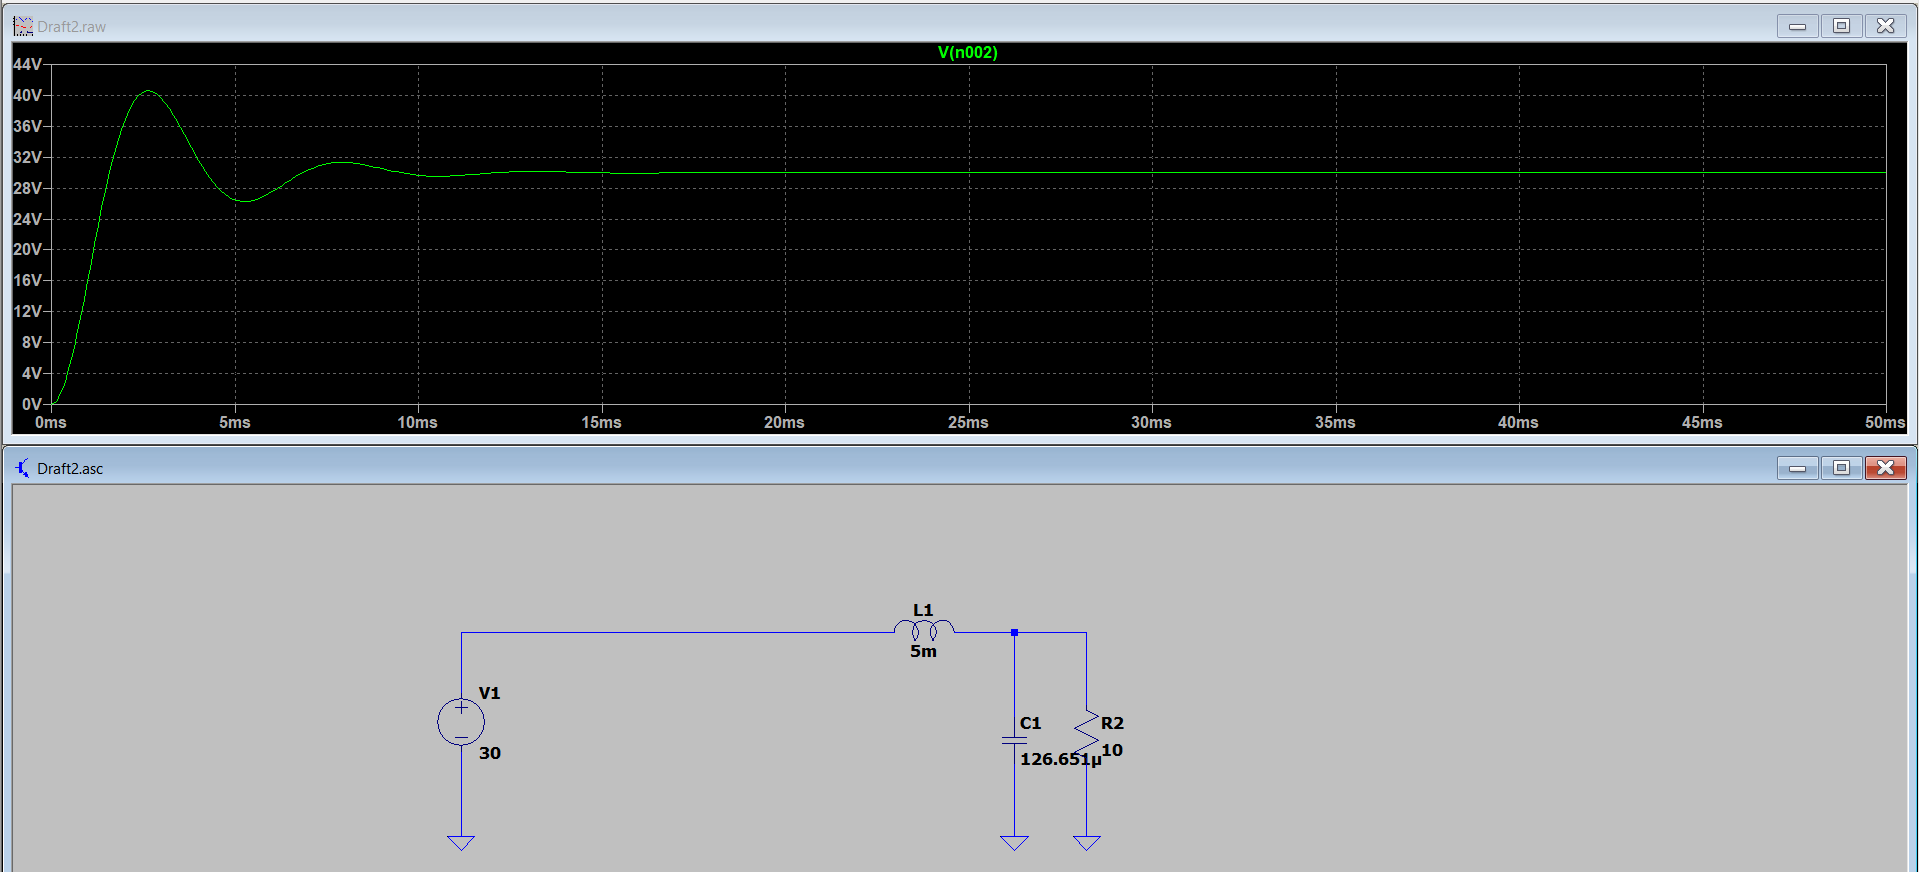 Draft2.raw
V(n002)
44V
40V
36V
32V
28V
24V
20V
16V
12V
8V
4V
0V
0ms 5ms 10ms 15ms 20ms 25ms 30ms 35ms 40ms 45ms 50ms
Draft2.asc
L1
5m
V1
30
C1
126.651µ
R2
10